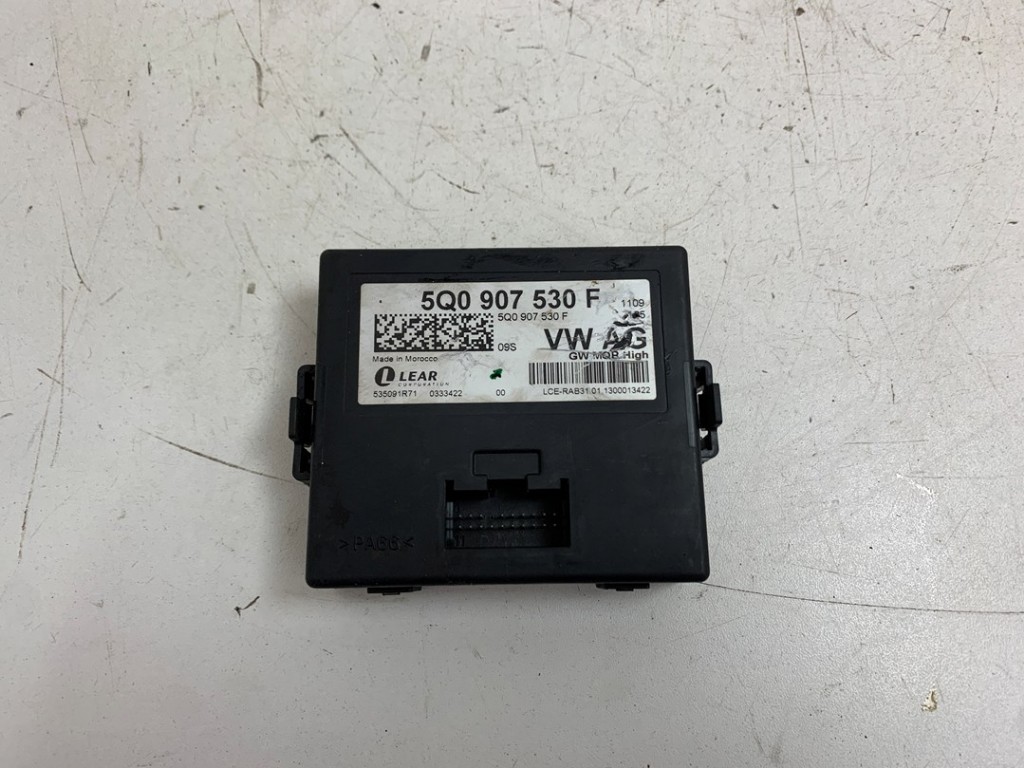 5Q0 907 530 F
1109
5Q0 907 530 F
09S
VW AG
GW MQB High
Made in Morocco
LEAR
CORPORATION
535091R71 0333422 00 LCE-RAB31.01.1300013422
>PA66<